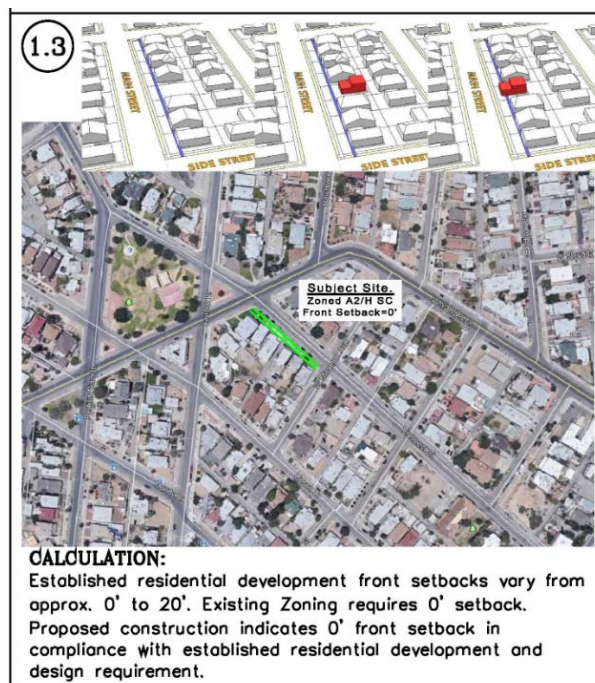 1.3
MAIN STREET
SIDE STREET
MAIN STREET
SIDE STREET
MAIN STREET
SIDE STREET
Subject Site.
Zoned A2/H SC
Front Setback=0'
CALCULATION:
Established residential development front setbacks vary from
approx. 0' to 20'. Existing Zoning requires 0' setback.
Proposed construction indicates 0' front setback in
compliance with established residential development and
design requirement.